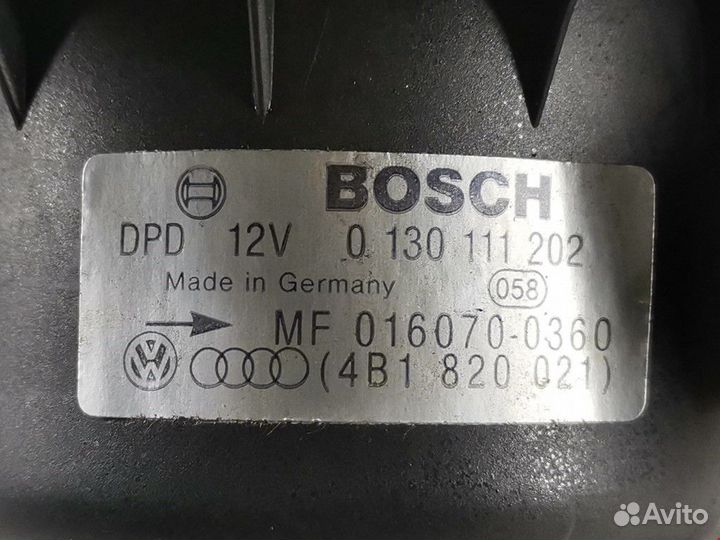 BOSCH
DPD 12V 0 130 111 202
Made in Germany 058
MF 016070-0360
(4B1 820 021)
Avito